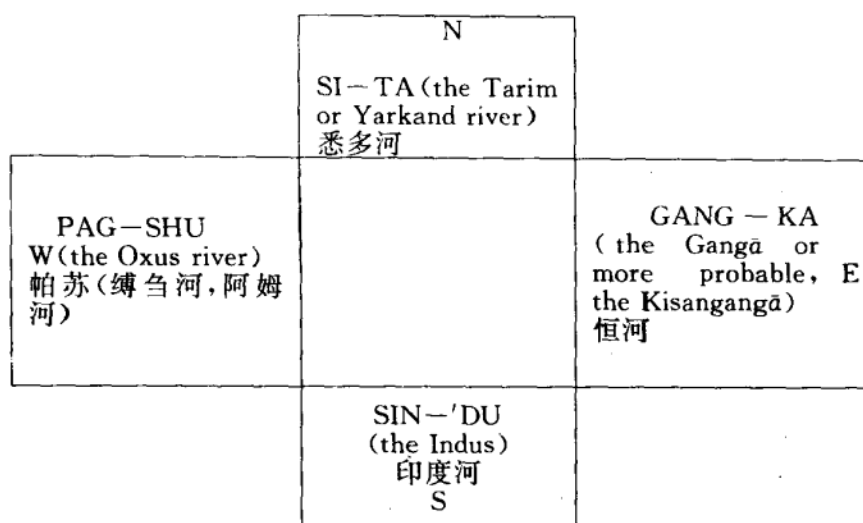 N
SI－TA(the Tarim
or Yarkand river)
悉多河
PAG－SHU
W(the Oxus river)
帕苏(缚刍河,阿姆
河)
GANG－KA
(the Gangā or
more probable, E
the Kisangangā)
恒河
SIN－'DU
(the Indus)
印度河
S